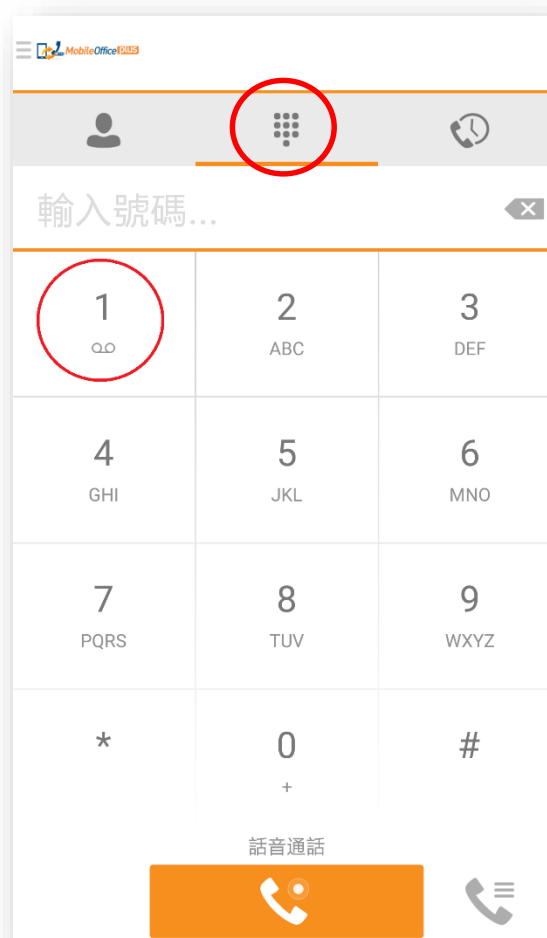 MobileOffice plus
輸入號碼...
1 2 3
ABC DEF
4 5 6
GHI JKL MNO
7 8 9
PQRS TUV WXYZ
* 0 #
+
話音通話